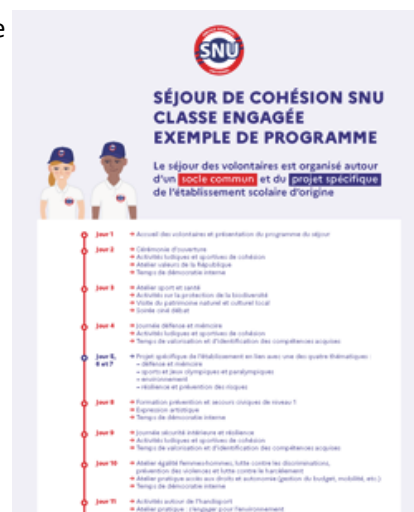 e
SNU
SÉJOUR DE COHÉSION SNU
CLASSE ENGAGÉE
EXEMPLE DE PROGRAMME
Le séjour des volontaires est organisé autour
d'un socle commun et du projet spécifique
de l'établissement scolaire d'origine
Jour 1 ➔ Accueil des volontaires et présentation du programme du séjour
Jour 2 ➔ Cérémonie d'ouverture
➔ Activités ludiques et sportives de cohésion
➔ Atelier valeurs de la République
➔ Temps de démocratie interne
Jour 3 ➔ Atelier sport et santé
➔ Activités sur la protection de la biodiversité
➔ Visite du patrimoine naturel et culturel local
➔ Soirée ciné débat
Jour 4 ➔ Journée défense et mémoire
➔ Activités ludiques et sportives de cohésion
➔ Temps de valorisation et d'identification des compétences acquises
Jour 5, ➔ Projet spécifique de l'établissement en lien avec une des quatre thématiques :
6 et 7 – défense et mémoire
– sports et jeux olympiques et paralympiques
– environnement
– résilience et prévention des risques
Jour 8 ➔ Formation prévention et secours civiques de niveau 1
➔ Expression artistique
➔ Temps de démocratie interne
Jour 9 ➔ Journée sécurité intérieure et résilience
➔ Activités ludiques et sportives de cohésion
➔ Temps de valorisation et d'identification des compétences acquises
Jour 10 ➔ Atelier égalité femmes-hommes, lutte contre les discriminations,
prévention des violences et lutte contre le harcèlement
➔ Atelier pratique accès aux droits et autonomie (gestion du budget, mobilité, etc.)
➔ Temps de démocratie interne
Jour 11 ➔ Activités autour de l'handisport
➔ Atelier pratique : s'engager pour l'environnement